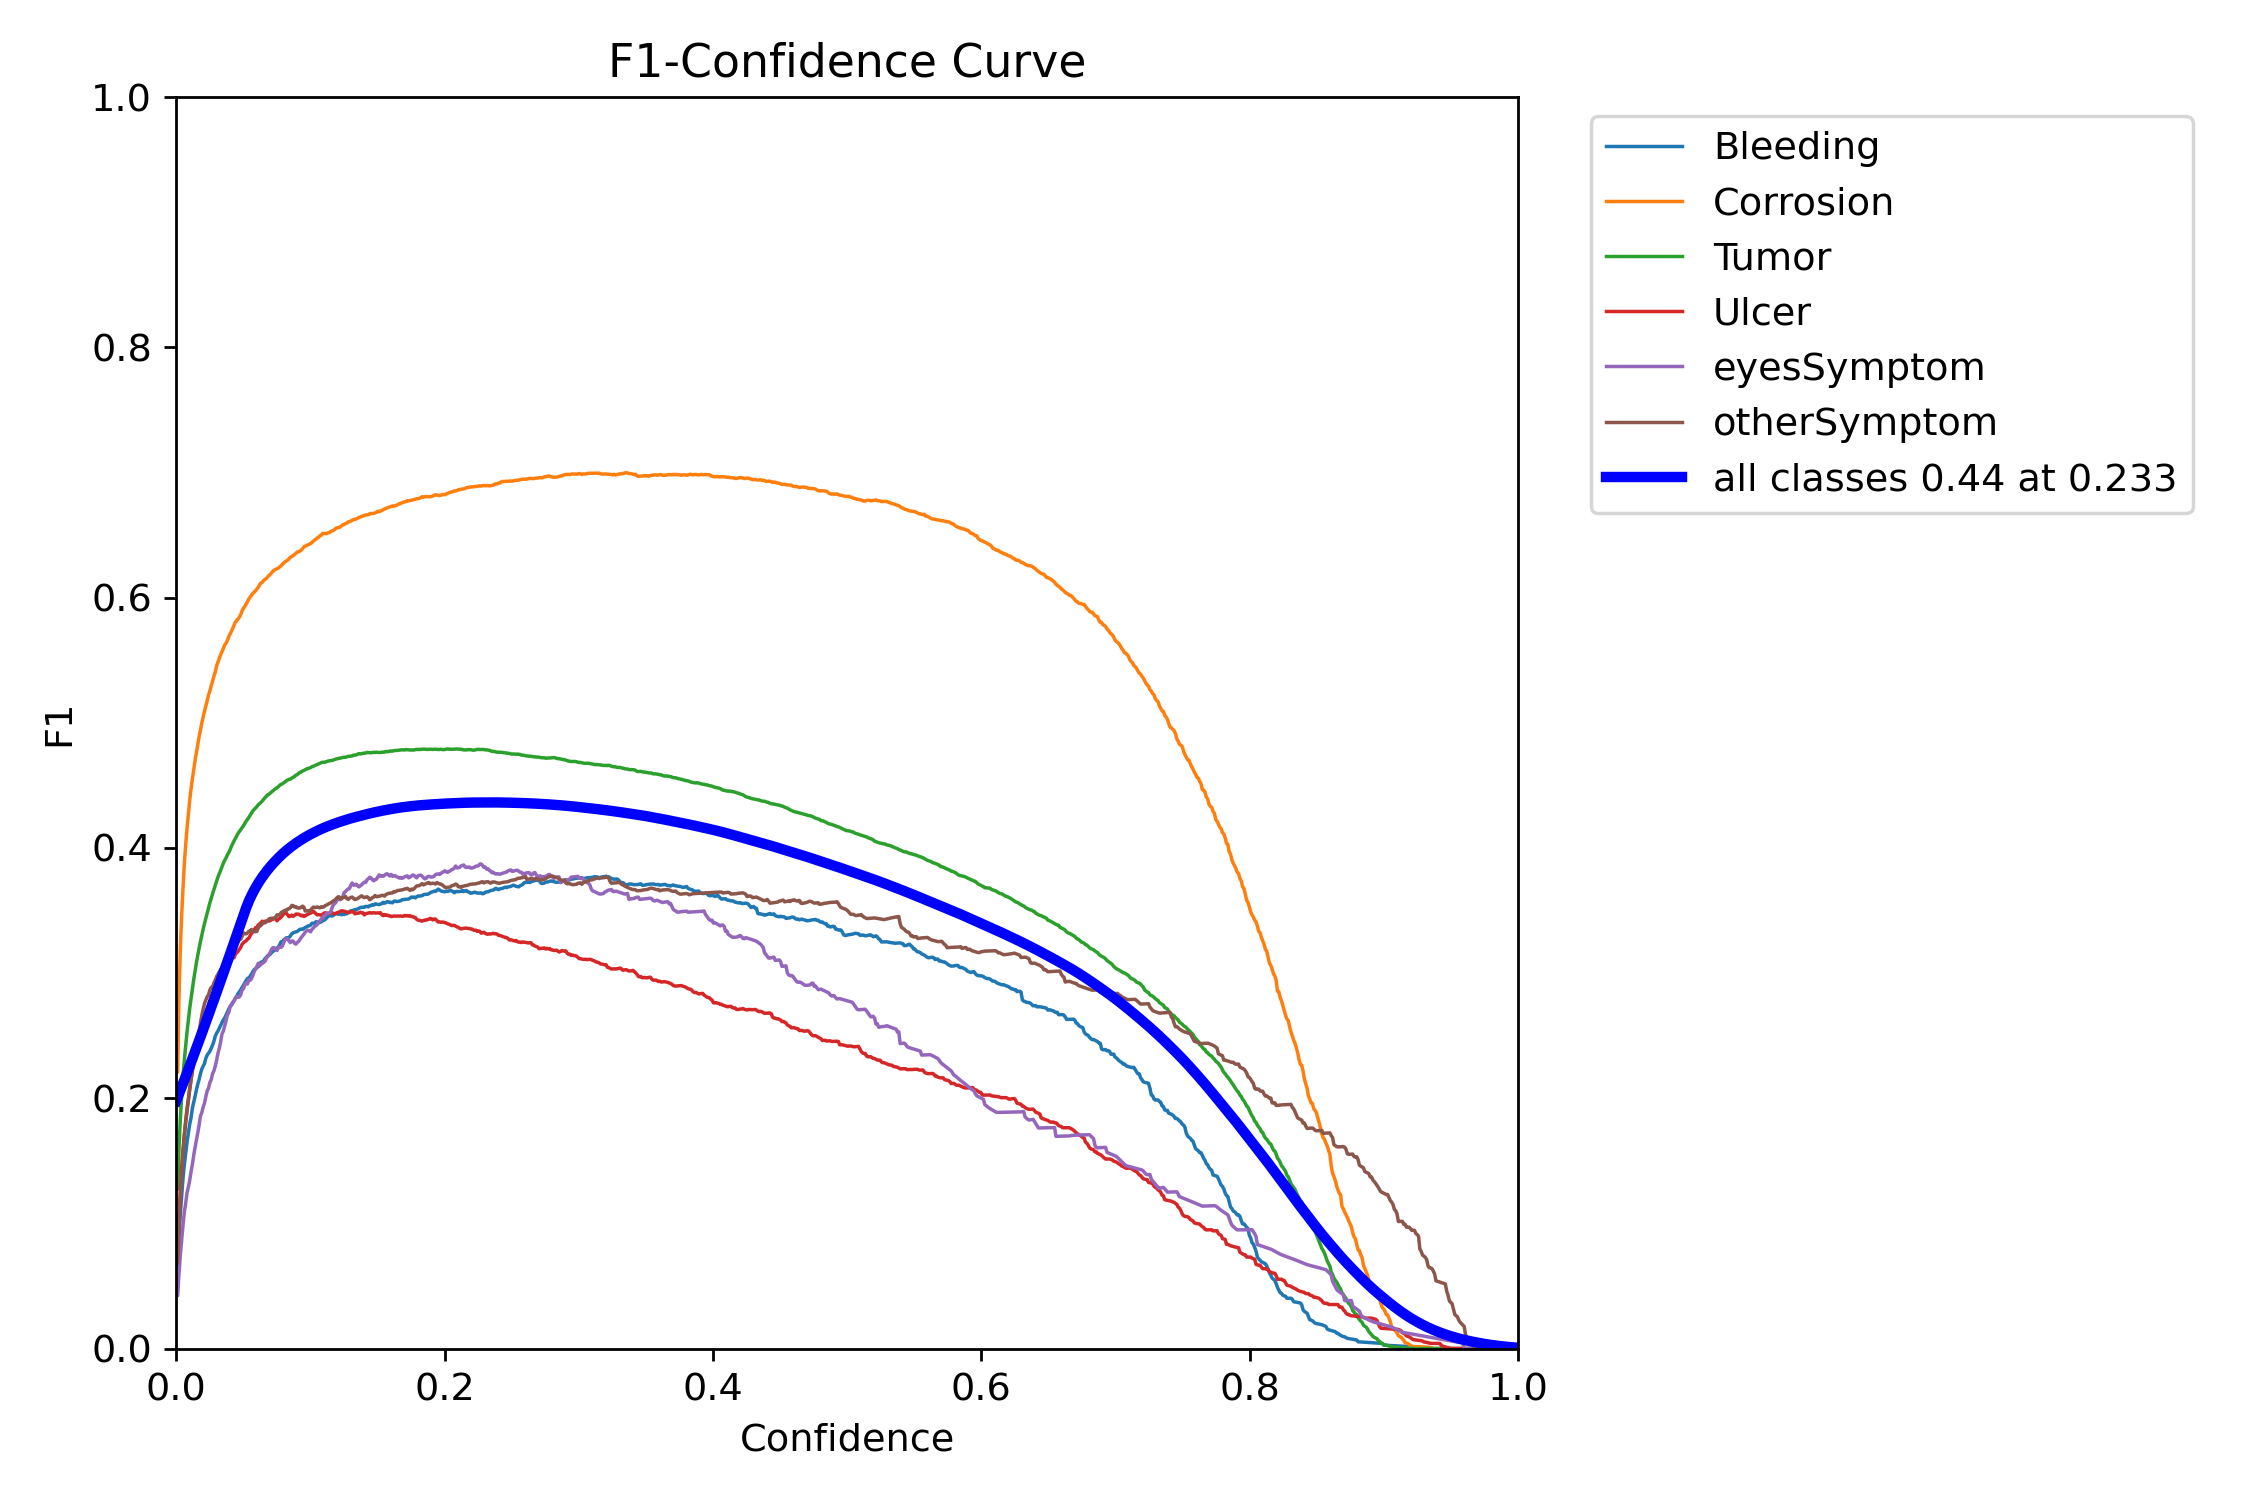 F1-Confidence Curve
1.0
0.8
0.6
0.4
0.2
0.0
F1
0.0 0.2 0.4 0.6 0.8 1.0
Confidence
Bleeding
Corrosion
Tumor
Ulcer
eyesSymptom
otherSymptom
all classes 0.44 at 0.233